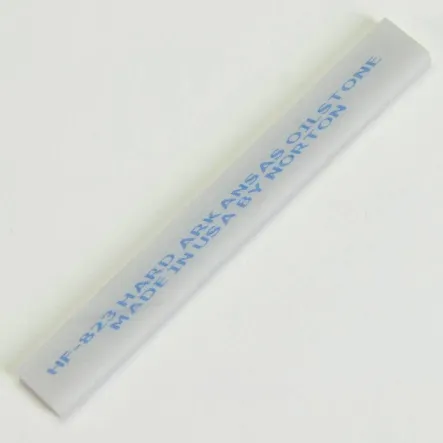 HF-823 HARD ARKANSAS OILSTONE
MADE IN USA BY NORTON